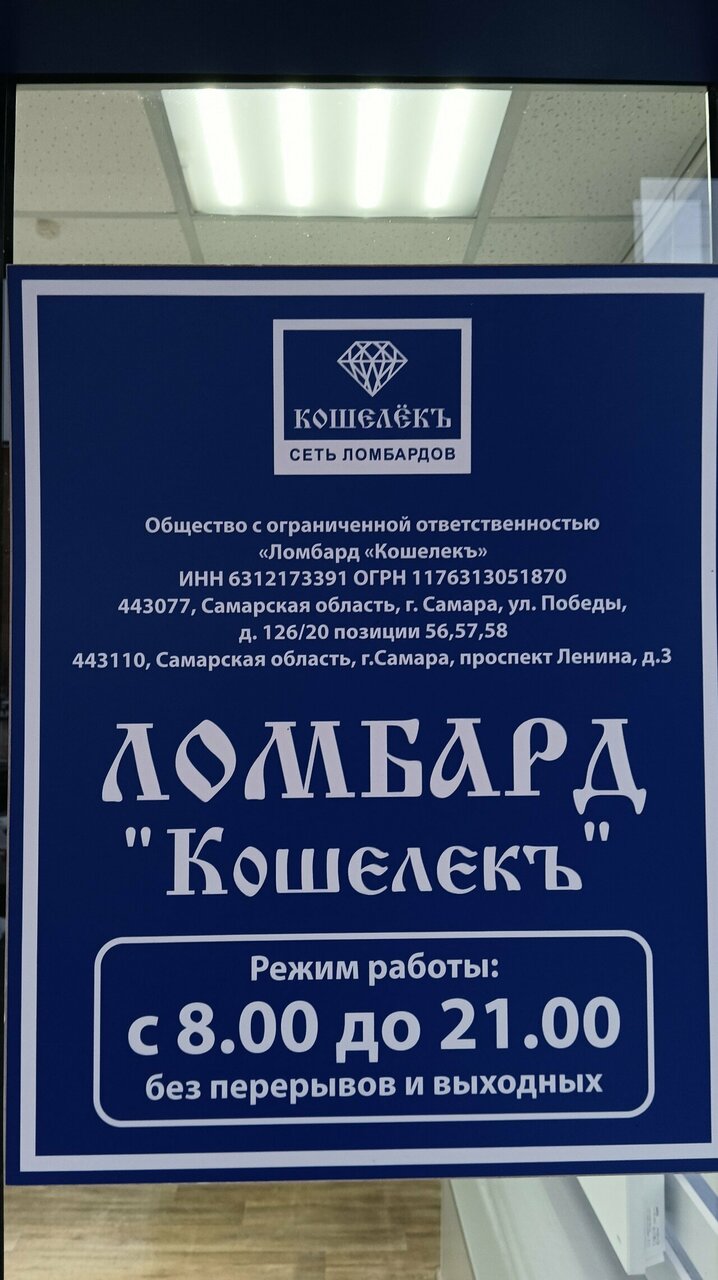 КОШЕЛЁКЪ
СЕТЬ ЛОМБАРДОВ
Общество с ограниченной ответственностью
«Ломбард «Кошелекъ»
ИНН 6312173391 ОГРН 1176313051870
443077, Самарская область, г. Самара, ул. Победы,
д. 126/20 позиции 56,57,58
443110, Самарская область, г.Самара, проспект Ленина, д.3
ЛОМБАРД
"Кошелекъ"
Режим работы:
с 8.00 до 21.00
без перерывов и выходных